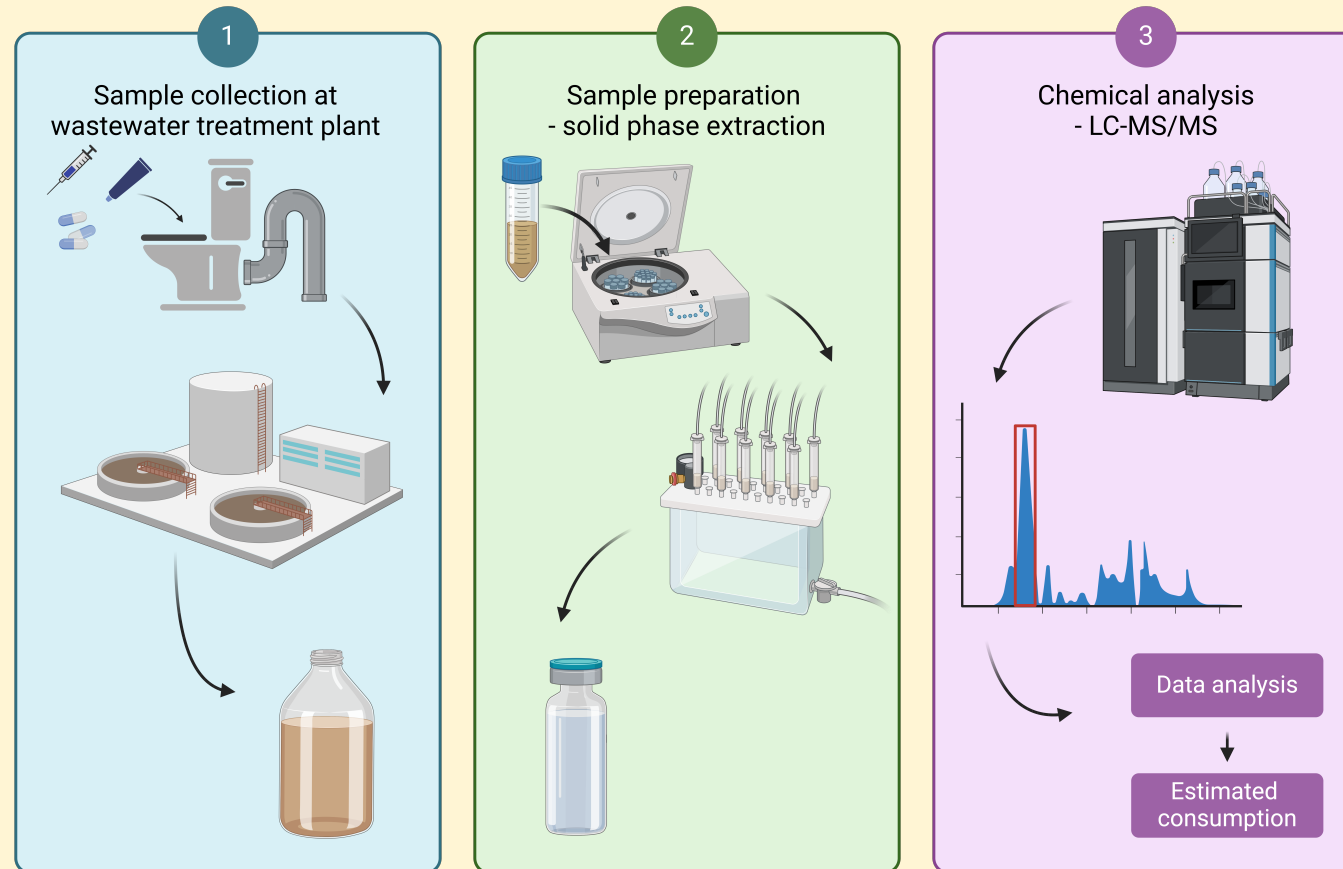 1
Sample collection at
wastewater treatment plant
2
Sample preparation
- solid phase extraction
3
Chemical analysis
- LC-MS/MS
Data analysis
Estimated
consumption